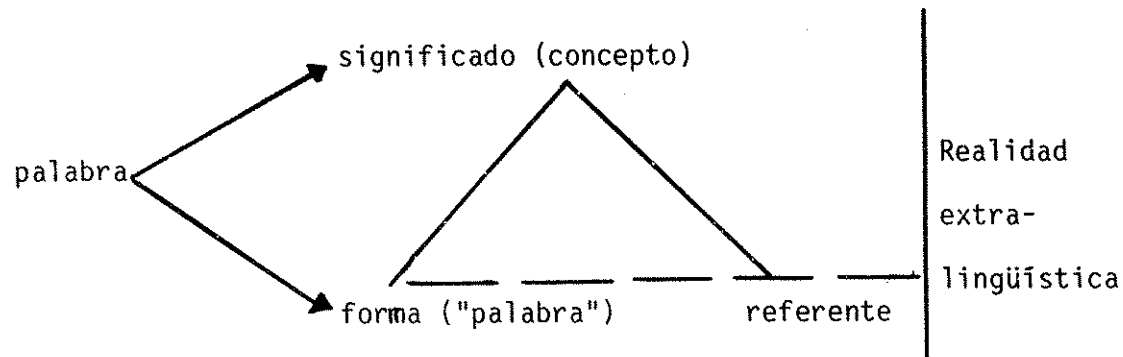 significado (concepto)
palabra
Realidad
extra-
lingüística
forma ("palabra")
referente